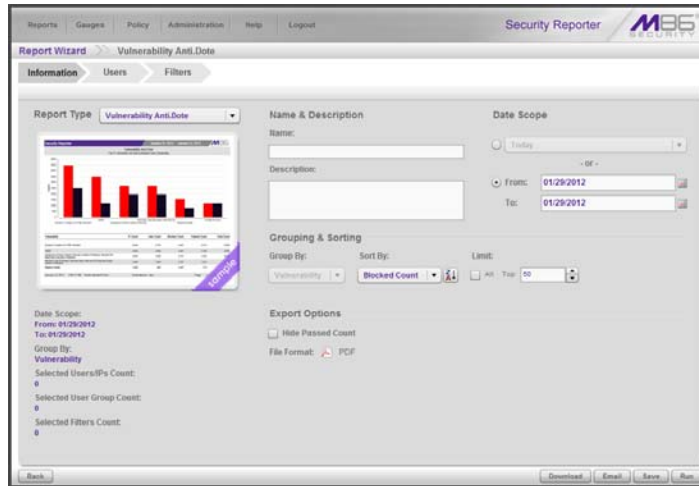 Reports Gauges Policy Administration Help Logout
Security Reporter
M86 SECURITY
Report Wizard Vulnerability Anti.Dote
Information Users Filters
Report Type Vulnerability Anti.Dote
Security Reporter
sample
Date Scope:
From: 01/29/2012
To: 01/29/2012
Group By:
Vulnerability
Selected Users/IPs Count:
0
Selected User Group Count:
0
Selected Filters Count:
0
Name & Description
Name:
Description:
Date Scope
Today
- or -
From: 01/29/2012
To: 01/29/2012
Grouping & Sorting
Group By: Sort By: Limit:
Vulnerability Blocked Count All Top 50
Export Options
Hide Passed Count
File Format: PDF
Back Download Email Save Run